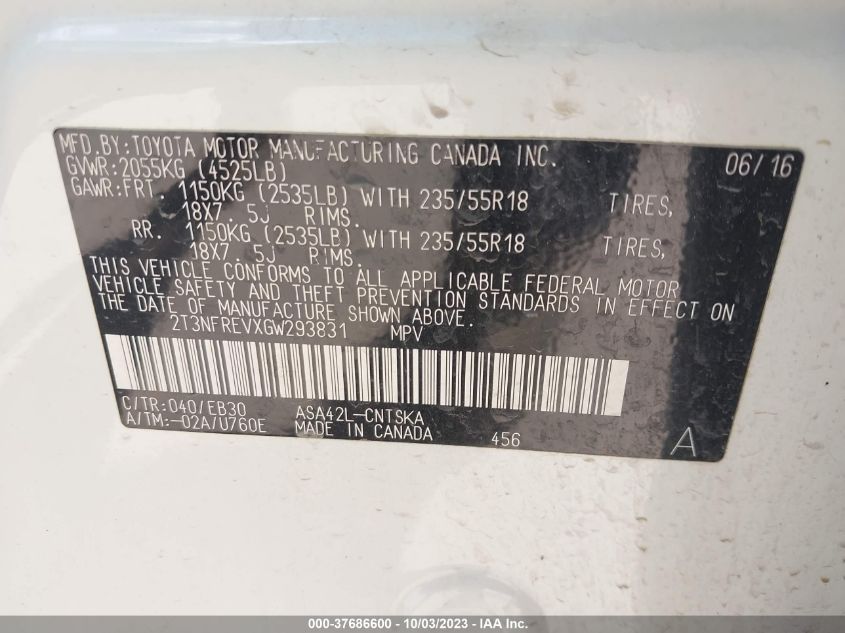 MFD.BY:TOYOTA MOTOR MANUFACTURING CANADA INC. 06/16
GVWR:2055KG (4525LB)
GAWR:FRT. 1150KG (2535LB) WITH 235/55R18 TIRES,
18X7.5J RIMS.
RR. 1150KG (2535LB) WITH 235/55R18 TIRES,
18X7.5J RIMS.
THIS VEHICLE CONFORMS TO ALL APPLICABLE FEDERAL MOTOR
VEHICLE SAFETY AND THEFT PREVENTION STANDARDS IN EFFECT ON
THE DATE OF MANUFACTURE SHOWN ABOVE.
2T3NFREVXGW293831 MPV
C/TR:040/EB30 ASA42L-CNTSKA
A/TM:-02A/U760E MADE IN CANADA 456 A
000-37686600 - 10/03/2023 - IAA Inc.